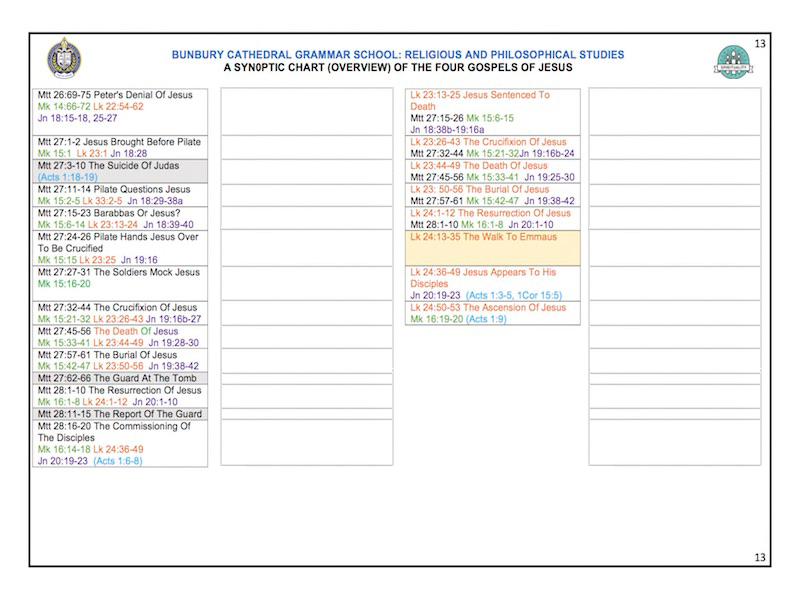 13
BUNBURY CATHEDRAL GRAMMAR SCHOOL: RELIGIOUS AND PHILOSOPHICAL STUDIES
A SYN0PTIC CHART (OVERVIEW) OF THE FOUR GOSPELS OF JESUS
SPIRITUALITY
Mtt 26:69-75 Peter's Denial Of Jesus
Mk 14:66-72 Lk 22:54-62
Jn 18:15-18, 25-27
Mtt 27:1-2 Jesus Brought Before Pilate
Mk 15:1 Lk 23:1 Jn 18:28
Mtt 27:3-10 The Suicide Of Judas
(Acts 1:18-19)
Mtt 27:11-14 Pilate Questions Jesus
Mk 15:2-5 Lk 33:2-5 Jn 18:29-38a
Mtt 27:15-23 Barabbas Or Jesus?
Mk 15:6-14 Lk 23:13-24 Jn 18:39-40
Mtt 27:24-26 Pilate Hands Jesus Over
To Be Crucified
Mk 15:15 Lk 23:25 Jn 19:16
Mtt 27:27-31 The Soldiers Mock Jesus
Mk 15:16-20
Mtt 27:32-44 The Crucifixion Of Jesus
Mk 15:21-32 Lk 23:26-43 Jn 19:16b-27
Mtt 27:45-56 The Death Of Jesus
Mk 15:33-41 Lk 23:44-49 Jn 19:28-30
Mtt 27:57-61 The Burial Of Jesus
Mk 15:42-47 Lk 23:50-56 Jn 19:38-42
Mtt 27:62-66 The Guard At The Tomb
Mtt 28:1-10 The Resurrection Of Jesus
Mk 16:1-8 Lk 24:1-12 Jn 20:1-10
Mtt 28:11-15 The Report Of The Guard
Mtt 28:16-20 The Commissioning Of
The Disciples
Mk 16:14-18 Lk 24:36-49
Jn 20:19-23 (Acts 1:6-8)
Lk 23:13-25 Jesus Sentenced To
Death
Mtt 27:15-26 Mk 15:6-15
Jn 18:38b-19:16a
Lk 23:26-43 The Crucifixion Of Jesus
Mtt 27:32-44 Mk 15:21-32Jn 19:16b-24
Lk 23:44-49 The Death Of Jesus
Mtt 27:45-56 Mk 15:33-41 Jn 19:25-30
Lk 23: 50-56 The Burial Of Jesus
Mtt 27:57-61 Mk 15:42-47 Jn 19:38-42
Lk 24:1-12 The Resurrection Of Jesus
Mtt 28:1-10 Mk 16:1-8 Jn 20:1-10
Lk 24:13-35 The Walk To Emmaus
Lk 24:36-49 Jesus Appears To His
Disciples
Jn 20:19-23 (Acts 1:3-5, 1Cor 15:5)
Lk 24:50-53 The Ascension Of Jesus
Mk 16:19-20 (Acts 1:9)
13